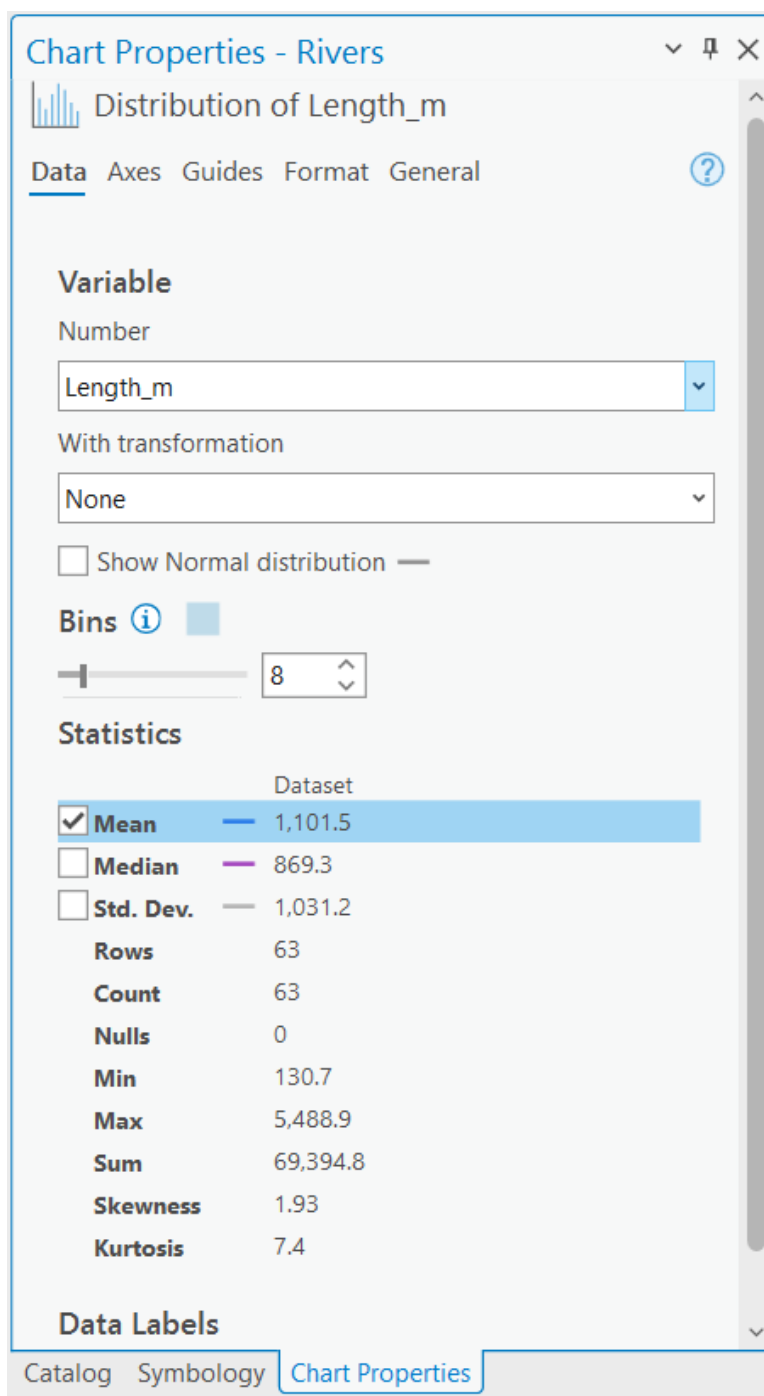 Chart Properties - Rivers
Distribution of Length_m
Data Axes Guides Format General
Variable
Number
Length_m
With transformation
None
Show Normal distribution
Bins
8
Statistics
Dataset
Mean 1,101.5
Median 869.3
Std. Dev. 1,031.2
Rows 63
Count 63
Nulls 0
Min 130.7
Max 5,488.9
Sum 69,394.8
Skewness 1.93
Kurtosis 7.4
Data Labels
Catalog Symbology Chart Properties